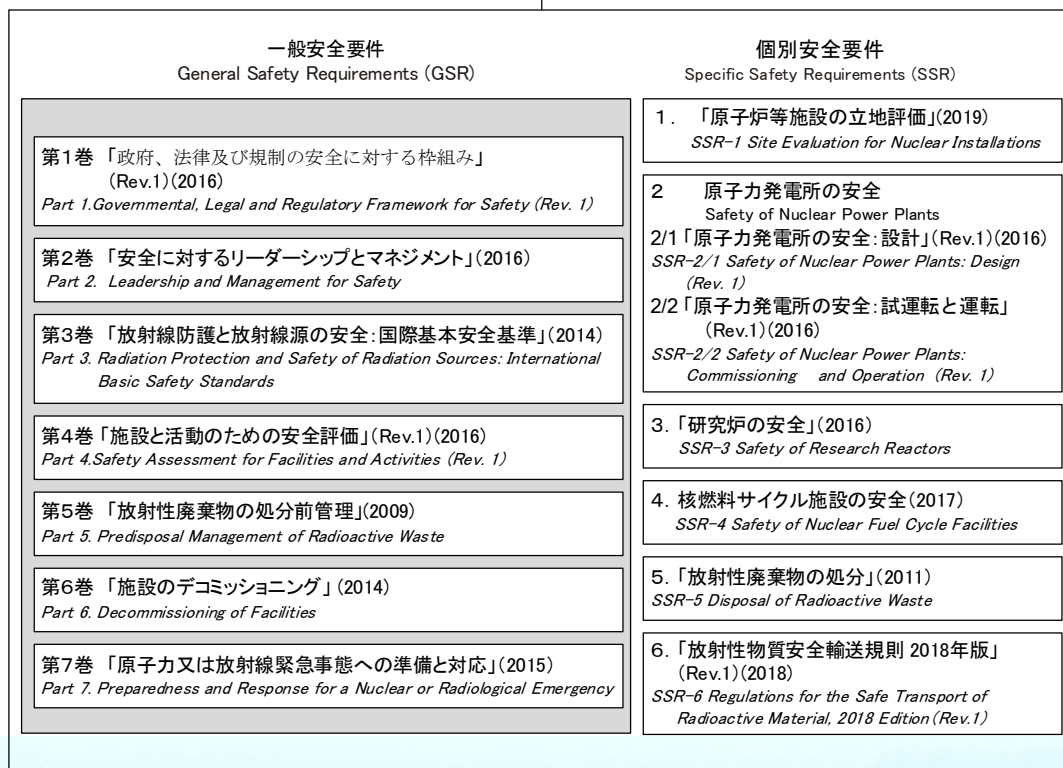 一般安全要件
General Safety Requirements (GSR)
第1巻 「政府、法律及び規制の安全に対する枠組み」
(Rev.1)(2016)
Part 1.Governmental, Legal and Regulatory Framework for Safety (Rev. 1)
第2巻 「安全に対するリーダーシップとマネジメント」(2016)
Part 2. Leadership and Management for Safety
第3巻 「放射線防護と放射線源の安全:国際基本安全基準」(2014)
Part 3. Radiation Protection and Safety of Radiation Sources: International
Basic Safety Standards
第4巻 「施設と活動のための安全評価」(Rev.1)(2016)
Part 4.Safety Assessment for Facilities and Activities (Rev. 1)
第5巻 「放射性廃棄物の処分前管理」(2009)
Part 5. Predisposal Management of Radioactive Waste
第6巻 「施設のデコミッショニング」(2014)
Part 6. Decommissioning of Facilities
第7巻 「原子力又は放射線緊急事態への準備と対応」(2015)
Part 7. Preparedness and Response for a Nuclear or Radiological Emergency
個別安全要件
Specific Safety Requirements (SSR)
1. 「原子炉等施設の立地評価」(2019)
SSR-1 Site Evaluation for Nuclear Installations
2 原子力発電所の安全
Safety of Nuclear Power Plants
2/1「原子力発電所の安全:設計」(Rev.1)(2016)
SSR-2/1 Safety of Nuclear Power Plants: Design
(Rev. 1)
2/2「原子力発電所の安全:試運転と運転」
(Rev.1)(2016)
SSR-2/2 Safety of Nuclear Power Plants:
Commissioning and Operation (Rev. 1)
3.「研究炉の安全」(2016)
SSR-3 Safety of Research Reactors
4. 核燃料サイクル施設の安全(2017)
SSR-4 Safety of Nuclear Fuel Cycle Facilities
5.「放射性廃棄物の処分」(2011)
SSR-5 Disposal of Radioactive Waste
6.「放射性物質安全輸送規則 2018年版」
(Rev.1)(2018)
SSR-6 Regulations for the Safe Transport of
Radioactive Material, 2018 Edition(Rev.1)